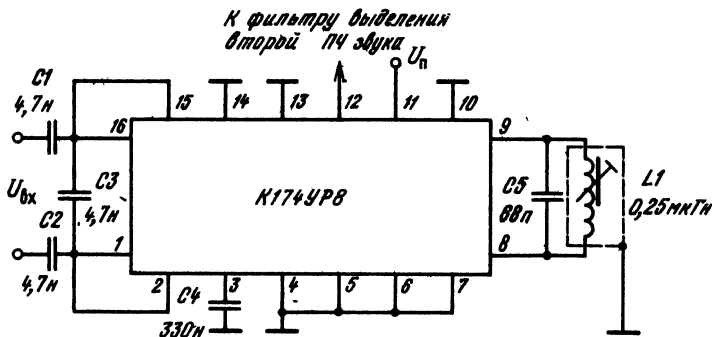 К фильтру выделения
второй ПЧ звука
Uп
C1
4,7н
15
14
13
12
11
10
16
9
Uвх
C3
4,7н
К174УР8
C5
68п
L1
0,25мкГн
C2
4,7н
1
8
2
3
4
5
6
7
C4
330н